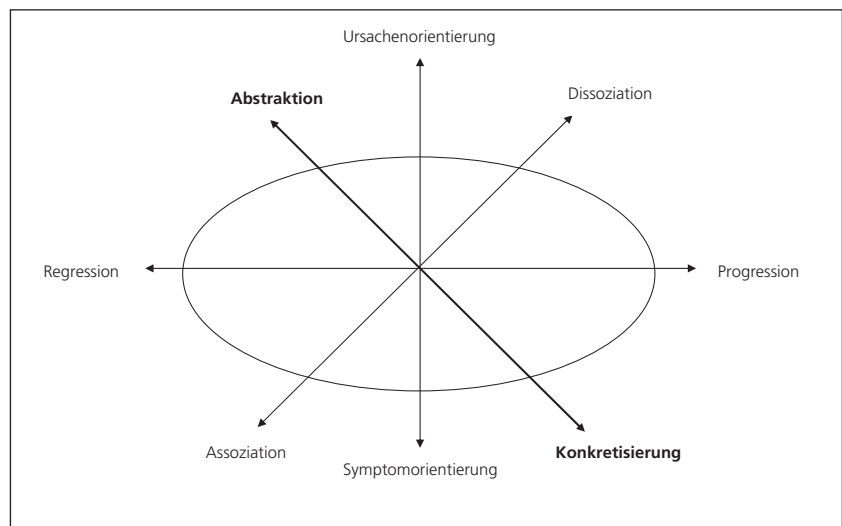 Ursachenorientierung
Abstraktion
Dissoziation
Regression
Progression
Assoziation
Symptomorientierung
Konkretisierung